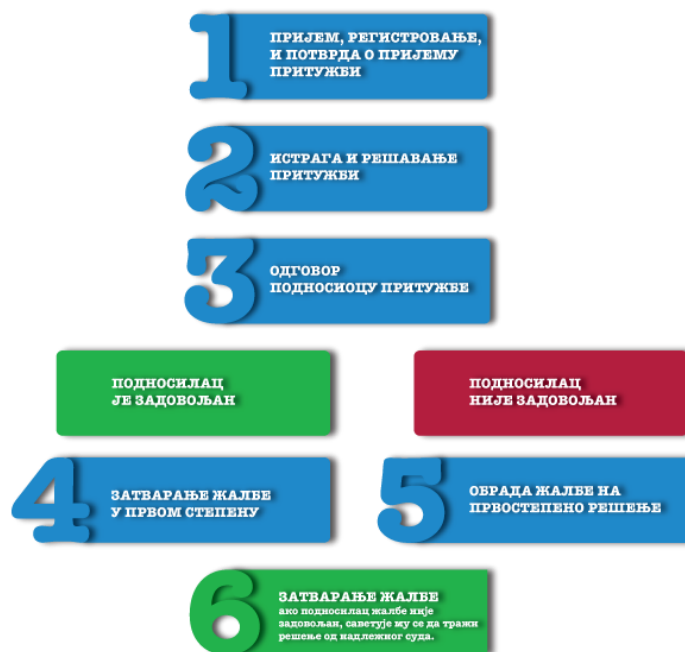 1
ПРИЈЕМ, РЕГИСТРОВАЊЕ,
И ПОТВРДА О ПРИЈЕМУ
ПРИТУЖБИ
2
ИСТРАГА И РЕШАВАЊЕ
ПРИТУЖБИ
3
ОДГОВОР
ПОДНОСИОЦУ ПРИТУЖБЕ
ПОДНОСИЛАЦ
ЈЕ ЗАДОВОЉАН
ПОДНОСИЛАЦ
НИЈЕ ЗАДОВОЉАН
4
ЗАТВАРАЊЕ ЖАЛБЕ
У ПРВОМ СТЕПЕНУ
5
ОБРАДА ЖАЛБЕ НА
ПРВОСТЕПЕНО РЕШЕЊЕ
6
ЗАТВАРАЊЕ ЖАЛБЕ
ако подносилац жалбе није
задовољан, саветује му се да тражи
решење од надлежног суда.